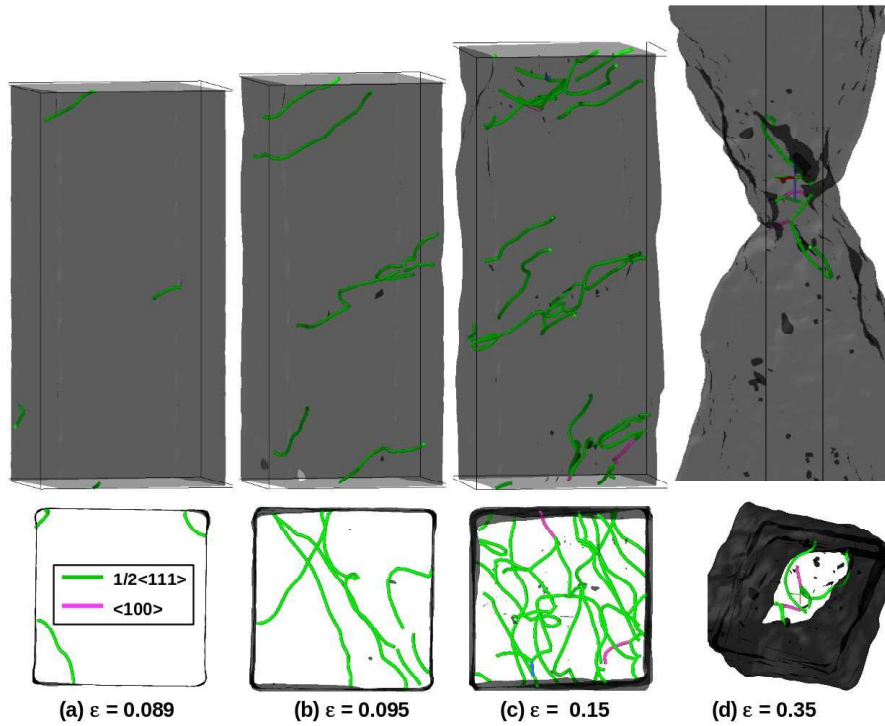 1/2<111>
<100>
(a) ε = 0.089
(b) ε = 0.095
(c) ε = 0.15
(d) ε = 0.35